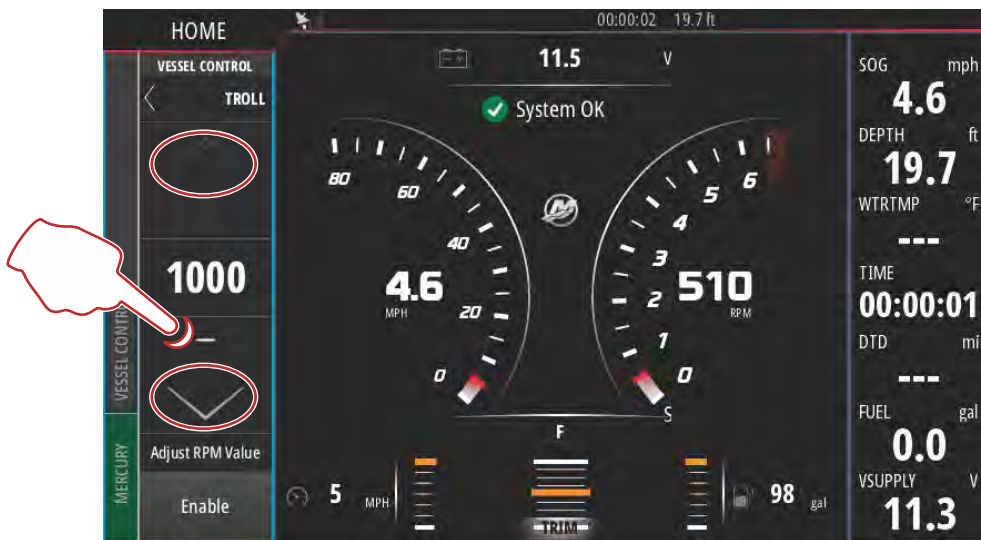 HOME
00:00:02 19.7 ft
VESSEL CONTROL
TROLL
1000
Adjust RPM Value
Enable
VESSEL CONTR
MERCURY
11.5 V
System OK
80
60
40
20
0
4.6
MPH
6
5
4
3
2
1
0
510
RPM
S
F
5 MPH
TRIM
98 gal
SOG mph
4.6
DEPTH ft
19.7
WTRTMP °F
---
TIME
00:00:01
DTD mi
---
FUEL gal
0.0
VSUPPLY V
11.3